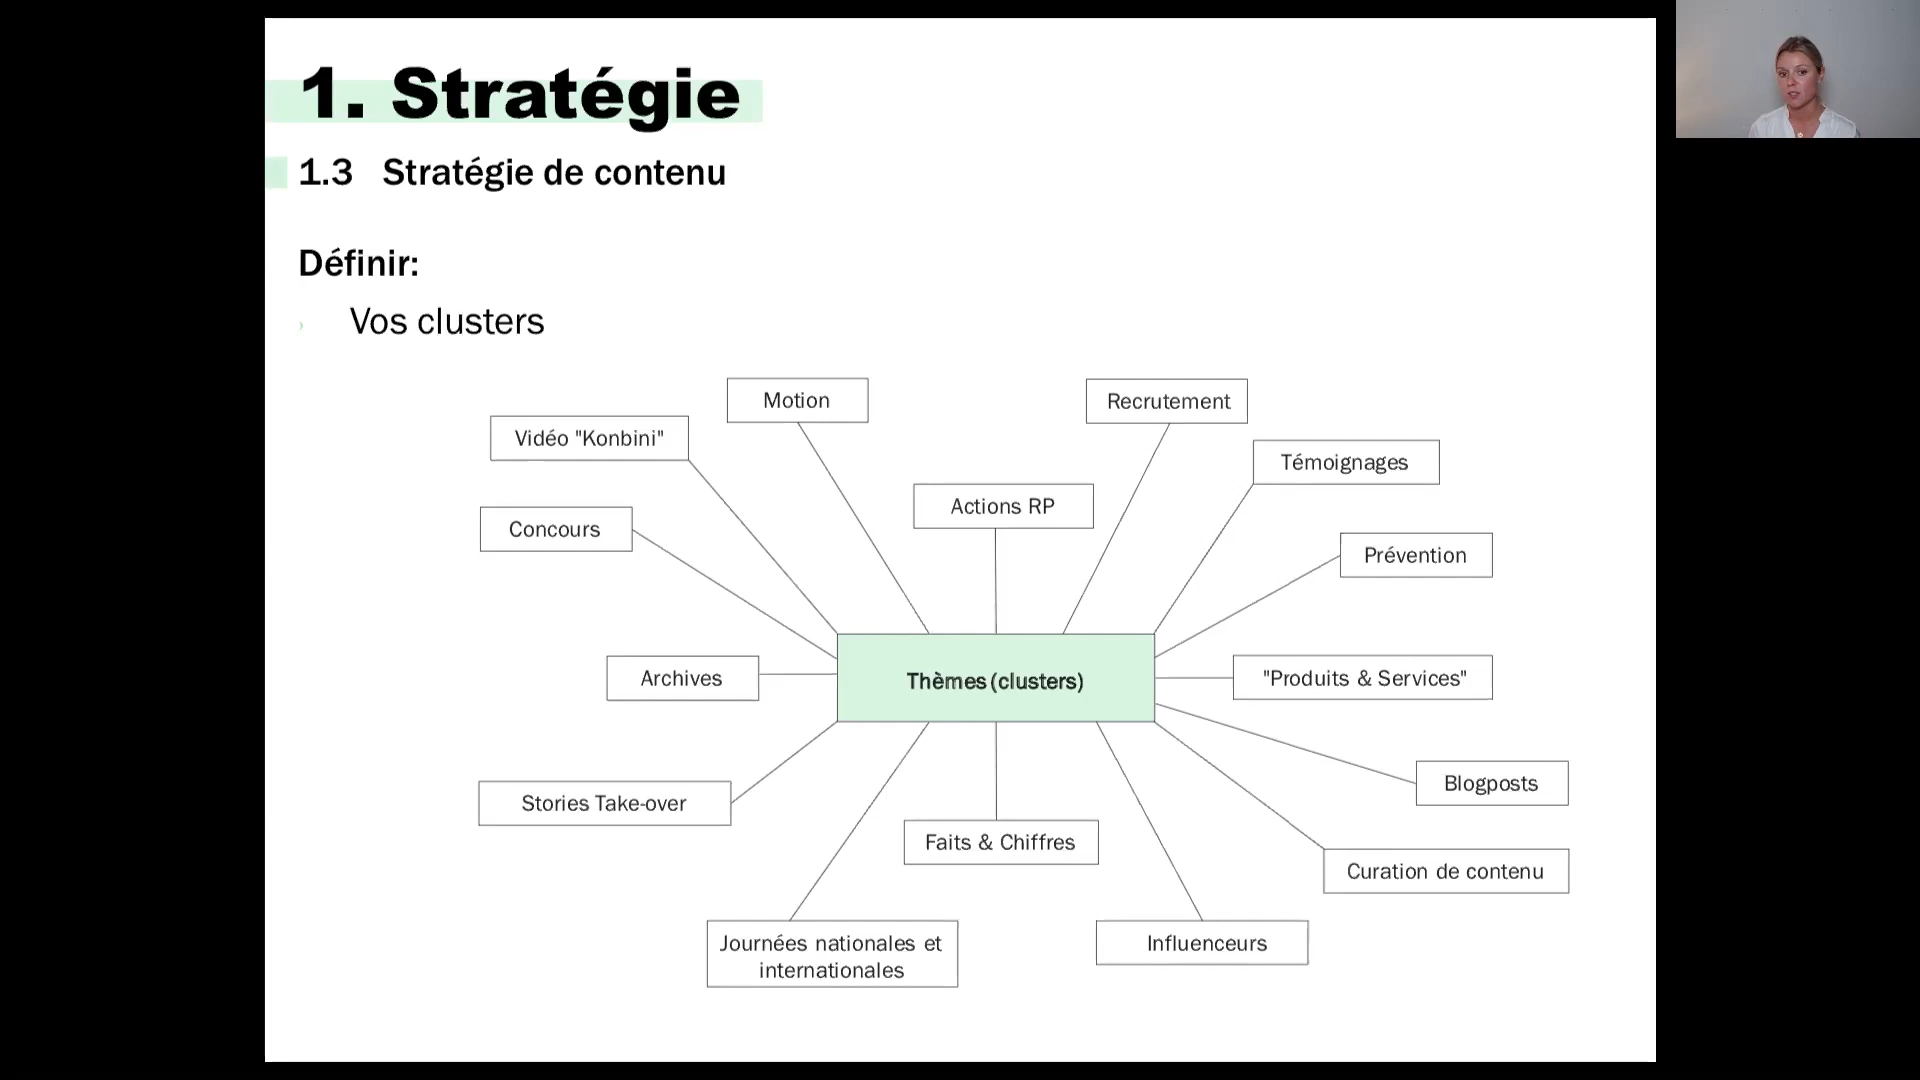 1. Stratégie
1.3 Stratégie de contenu
Définir:
Vos clusters
Motion
Recrutement
Vidéo "Konbini"
Témoignages
Actions RP
Concours
Prévention
Archives
Thèmes (clusters)
"Produits & Services"
Stories Take-over
Blogposts
Faits & Chiffres
Curation de contenu
Journées nationales et
internationales
Influenceurs